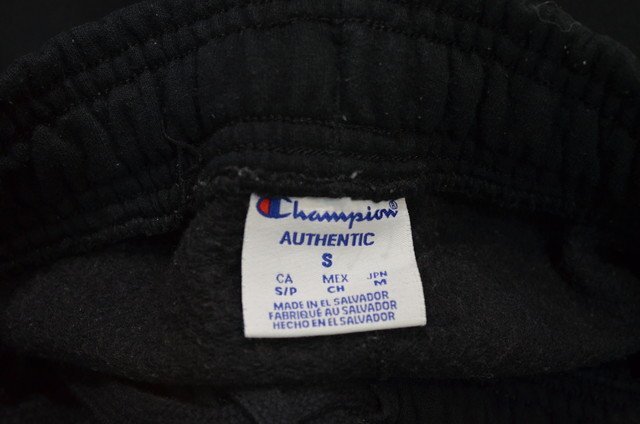 Champion®
AUTHENTIC
S
CA MEX JPN
S/P CH M
MADE IN EL SALVADOR
FABRIQUÉ AU SALVADOR
HECHO EN EL SALVADOR